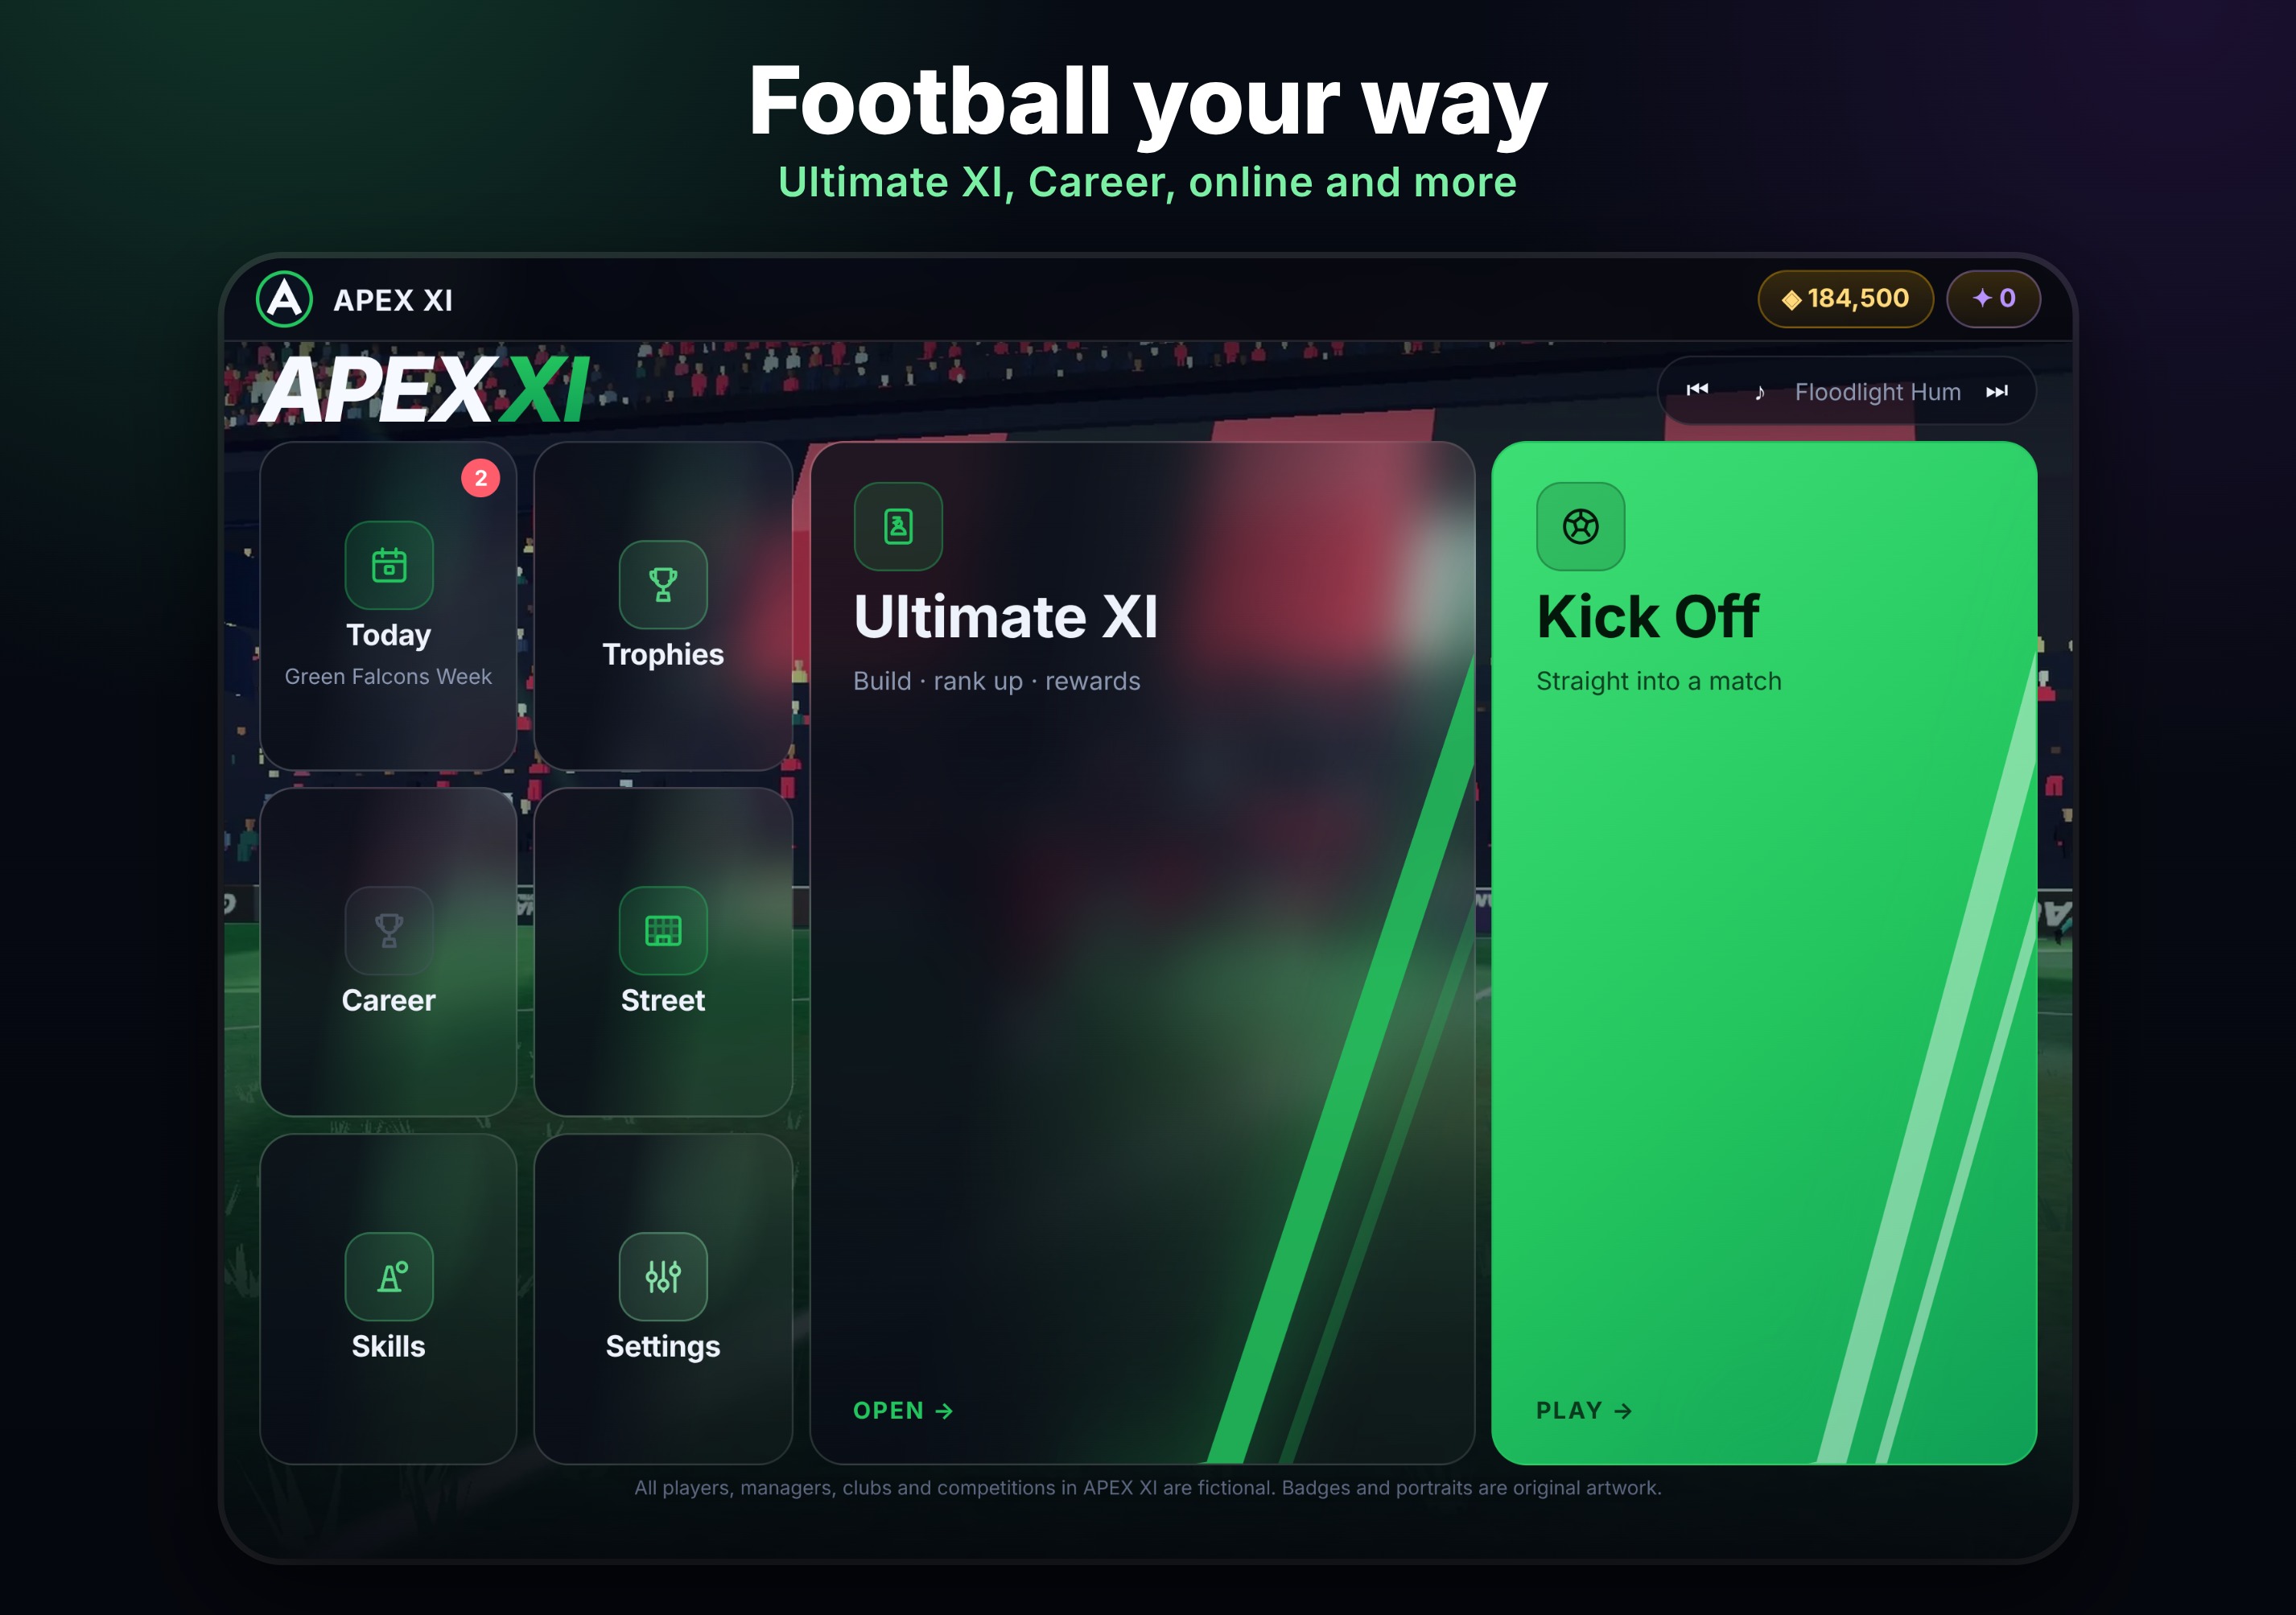 Football your way
Ultimate XI, Career, online and more
APEX XI
184,500
0
APEX XI
Floodlight Hum
2
Today
Green Falcons Week
Trophies
Career
Street
Skills
Settings
Ultimate XI
Build · rank up · rewards
OPEN →
Kick Off
Straight into a match
PLAY →
All players, managers, clubs and competitions in APEX XI are fictional. Badges and portraits are original artwork.